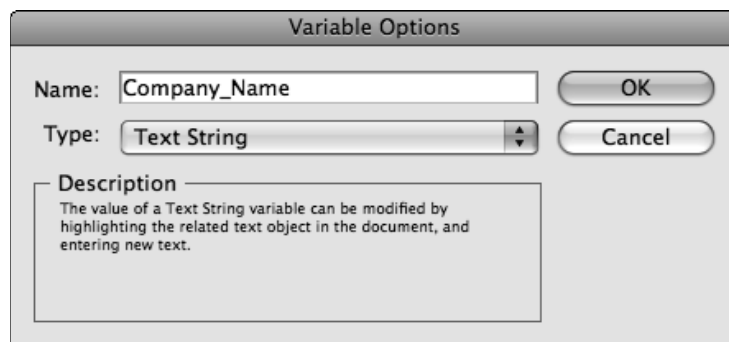 Variable Options
Name: Company_Name OK
Type: Text String Cancel
Description
The value of a Text String variable can be modified by
highlighting the related text object in the document, and
entering new text.